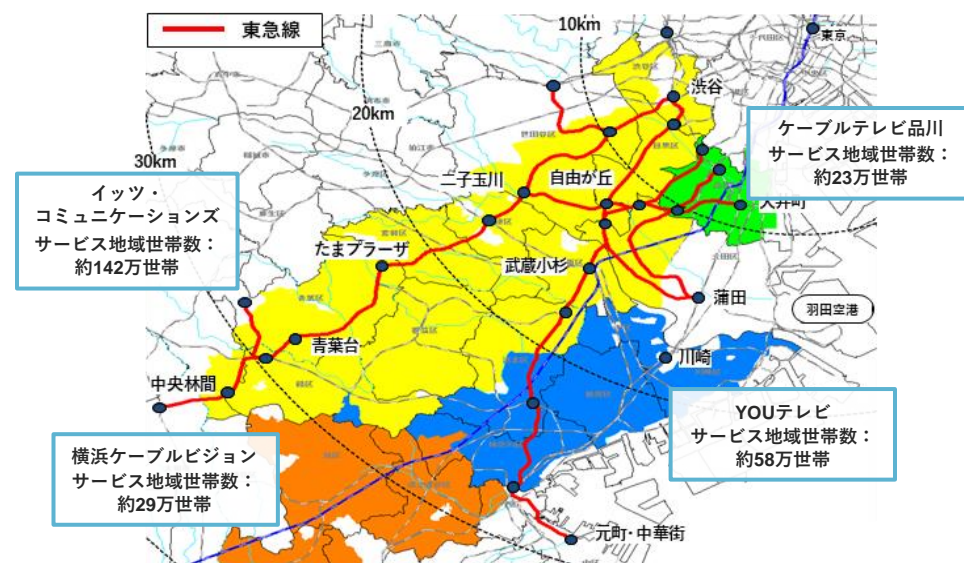 東急線
10km
東京
渋谷
20km
ケーブルテレビ品川
サービス地域世帯数：
約23万世帯
30km
二子玉川
自由が丘
大井町
イッツ・
コミュニケーションズ
サービス地域世帯数：
約142万世帯
たまプラーザ
武蔵小杉
蒲田
羽田空港
青葉台
川崎
中央林間
YOUテレビ
サービス地域世帯数：
約58万世帯
横浜ケーブルビジョン
サービス地域世帯数：
約29万世帯
元町・中華街